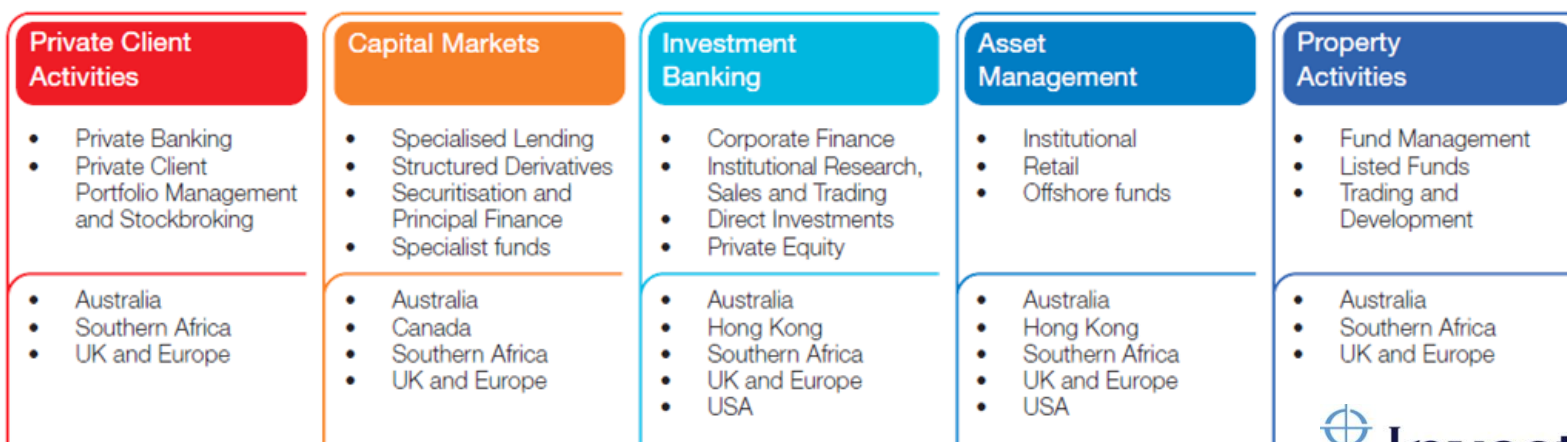 Private Client
Activities
• Private Banking
• Private Client
Portfolio Management
and Stockbroking
• Australia
• Southern Africa
• UK and Europe
Capital Markets
• Specialised Lending
• Structured Derivatives
• Securitisation and
Principal Finance
• Specialist funds
• Australia
• Canada
• Southern Africa
• UK and Europe
Investment
Banking
• Corporate Finance
• Institutional Research,
Sales and Trading
• Direct Investments
• Private Equity
• Australia
• Hong Kong
• Southern Africa
• UK and Europe
• USA
Asset
Management
• Institutional
• Retail
• Offshore funds
• Australia
• Hong Kong
• Southern Africa
• UK and Europe
• USA
Property
Activities
• Fund Management
• Listed Funds
• Trading and
Development
• Australia
• Southern Africa
• UK and Europe